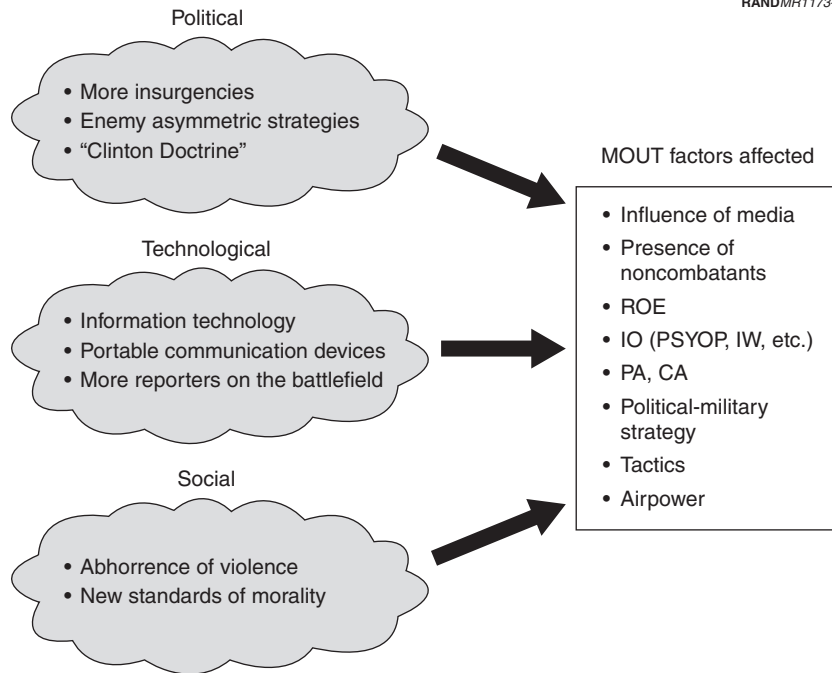 RANDMR1173-
Political
• More insurgencies
• Enemy asymmetric strategies
• “Clinton Doctrine”
Technological
• Information technology
• Portable communication devices
• More reporters on the battlefield
Social
• Abhorrence of violence
• New standards of morality
MOUT factors affected
• Influence of media
• Presence of
noncombatants
• ROE
• IO (PSYOP, IW, etc.)
• PA, CA
• Political-military
strategy
• Tactics
• Airpower